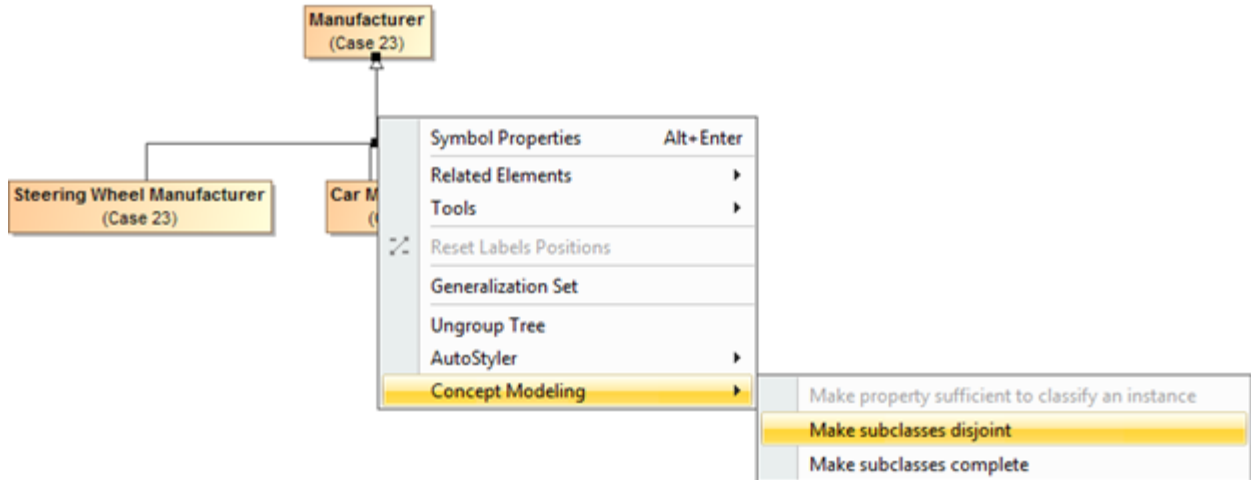 Manufacturer
(Case 23)
Symbol Properties Alt+Enter
Related Elements
Steering Wheel Manufacturer
(Case 23)
Car
Tools
Reset Labels Positions
Generalization Set
Ungroup Tree
AutoStyler
Concept Modeling
Make property sufficient to classify an instance
Make subclasses disjoint
Make subclasses complete